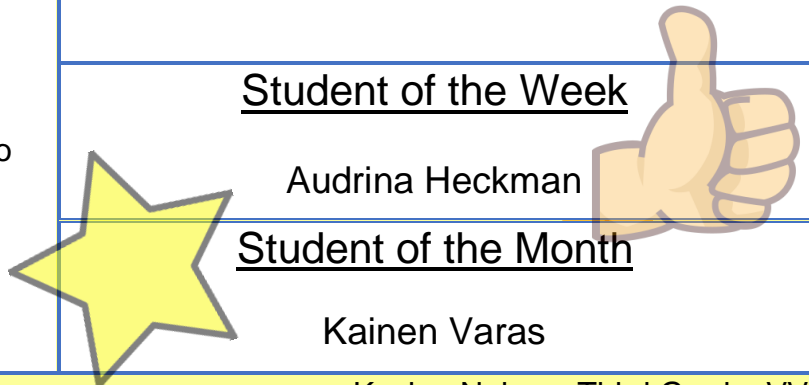 Student of the Week
Audrina Heckman
Student of the Month
Kainen Varas